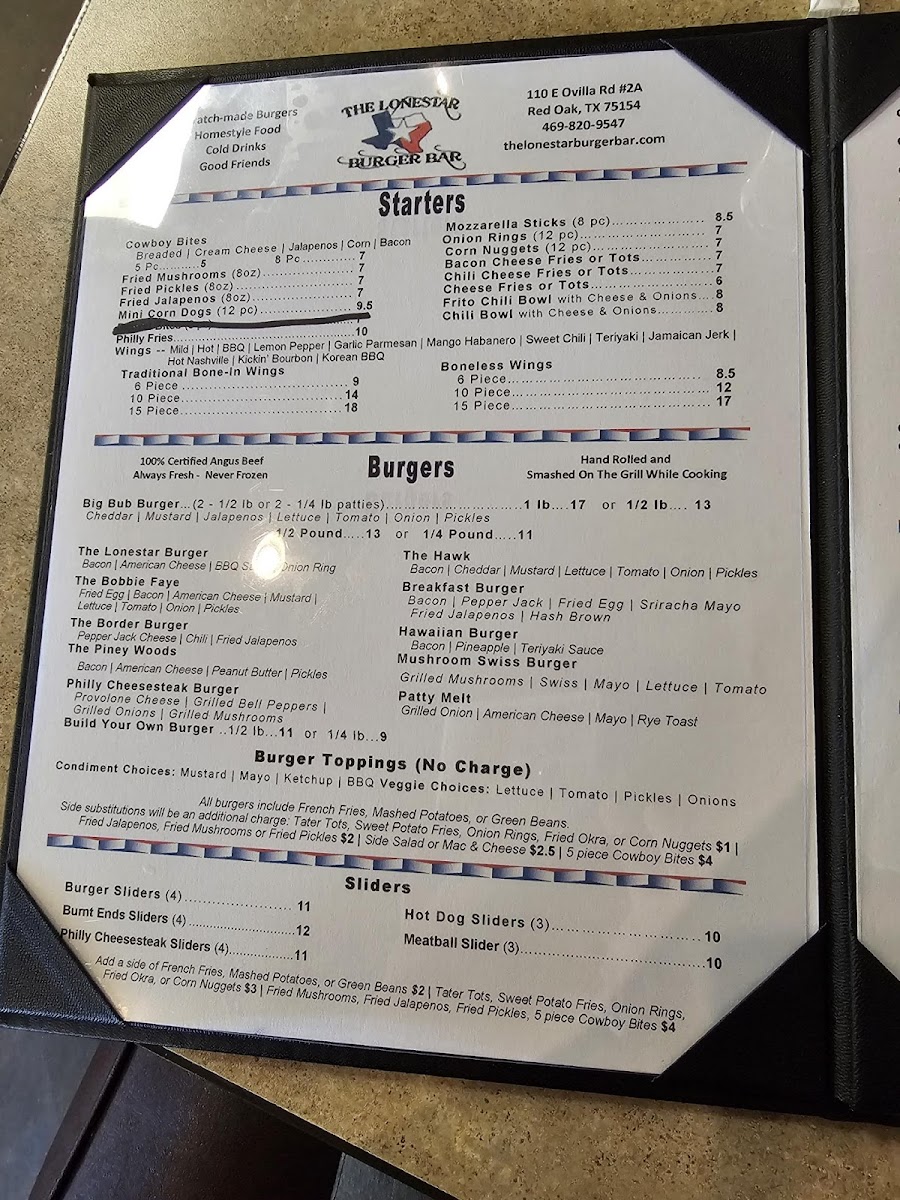 atch-made Burgers
Homestyle Food
Cold Drinks
Good Friends
THE LONESTAR
BURGER BAR
110 E Ovilla Rd #2A
Red Oak, TX 75154
469-820-9547
thelonestarburgerbar.com
Starters
Cowboy Bites
Breaded | Cream Cheese | Jalapenos | Corn | Bacon
5 Pc...........5 8 Pc...............7
Fried Mushrooms (8oz)......................7
Fried Pickles (8oz)............................7
Fried Jalapenos (8oz)........................7
Mini Corn Dogs (12 pc)......................9.5
Philly Fries..........................................10
Mozzarella Sticks (8 pc)...................... 8.5
Onion Rings (12 pc)............................7
Corn Nuggets (12 pc)..........................7
Bacon Cheese Fries or Tots................7
Chili Cheese Fries or Tots..................7
Cheese Fries or Tots..........................6
Frito Chili Bowl with Cheese & Onions....8
Chili Bowl with Cheese & Onions............8
Wings -- Mild | Hot | BBQ | Lemon Pepper | Garlic Parmesan | Mango Habanero | Sweet Chili | Teriyaki | Jamaican Jerk |
Hot Nashville | Kickin' Bourbon | Korean BBQ
Traditional Bone-In Wings
6 Piece ....................................... 9
10 Piece.......................................14
15 Piece.......................................18
Boneless Wings
6 Piece....................................... 8.5
10 Piece....................................... 12
15 Piece....................................... 17
100% Certified Angus Beef
Always Fresh - Never Frozen
Burgers
Hand Rolled and
Smashed On The Grill While Cooking
Big Bub Burger...(2 - 1/2 lb or 2 - 1/4 lb patties)..........................1 lb....17 or 1/2 lb.... 13
Cheddar | Mustard | Jalapenos | Lettuce | Tomato | Onion | Pickles
1/2 Pound.....13 or 1/4 Pound.....11
The Lonestar Burger
Bacon | American Cheese | BBQ Onion Ring
The Bobbie Faye
Fried Egg | Bacon | American Cheese | Mustard |
Lettuce | Tomato | Onion | Pickles
The Border Burger
Pepper Jack Cheese | Chili | Fried Jalapenos
The Piney Woods
Bacon | American Cheese | Peanut Butter | Pickles
Philly Cheesesteak Burger
Provolone Cheese | Grilled Bell Peppers |
Grilled Onions | Grilled Mushrooms
Build Your Own Burger ..1/2 lb...11 or 1/4 lb...9
The Hawk
Bacon | Cheddar | Mustard | Lettuce | Tomato | Onion | Pickles
Breakfast Burger
Bacon | Pepper Jack | Fried Egg | Sriracha Mayo
Fried Jalapenos | Hash Brown
Hawaiian Burger
Bacon | Pineapple | Teriyaki Sauce
Mushroom Swiss Burger
Grilled Mushrooms | Swiss | Mayo | Lettuce | Tomato
Patty Melt
Grilled Onion | American Cheese | Mayo | Rye Toast
Burger Toppings (No Charge)
Condiment Choices: Mustard | Mayo | Ketchup | BBQ Veggie Choices: Lettuce | Tomato | Pickles | Onions
All burgers include French Fries, Mashed Potatoes, or Green Beans.
Side substitutions will be an additional charge: Tater Tots, Sweet Potato Fries, Onion Rings, Fried Okra, or Corn Nuggets $1 |
Fried Jalapenos, Fried Mushrooms or Fried Pickles $2 | Side Salad or Mac & Cheese $2.5 | 5 piece Cowboy Bites $4
Sliders
Burger Sliders (4)........................ 11
Burnt Ends Sliders (4)........................12
Philly Cheesesteak Sliders (4)..................11
Hot Dog Sliders (3)............................ 10
Meatball Slider (3)..................................10
Add a side of French Fries, Mashed Potatoes, or Green Beans $2 | Tater Tots, Sweet Potato Fries, Onion Rings,
Fried Okra, or Corn Nuggets $3 | Fried Mushrooms, Fried Jalapenos, Fried Pickles, 5 piece Cowboy Bites $4